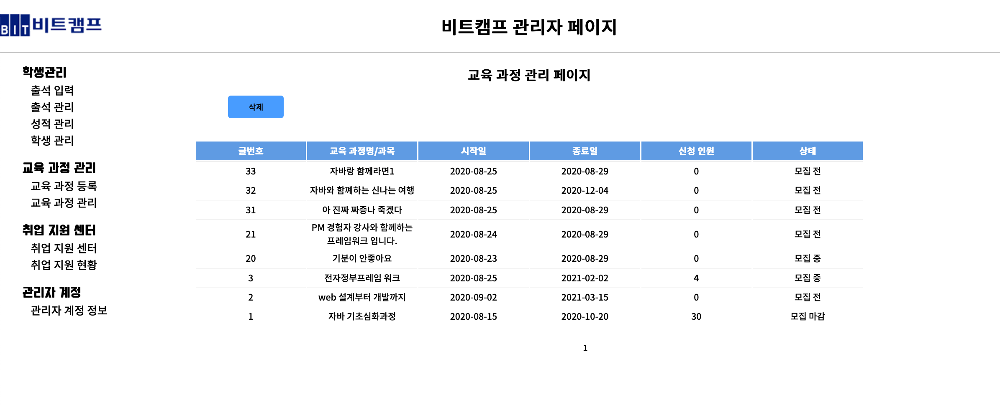 BIT비트캠프
비트캠프 관리자 페이지
학생관리
출석 입력
출석 관리
성적 관리
학생 관리
교육 과정 관리
교육 과정 등록
교육 과정 관리
취업 지원 센터
취업 지원 센터
취업 지원 현황
관리자 계정
관리자 계정 정보
교육 과정 관리 페이지
삭제
글번호 교육 과정명/과목 시작일 종료일 신청 인원 상태
33 자바랑 함께라면1 2020-08-25 2020-08-29 0 모집 전
32 자바와 함꼐하는 신나는 여행 2020-08-25 2020-12-04 0 모집 전
31 아 진짜 짜증나 죽겠다 2020-08-25 2020-08-29 0 모집 전
21 PM 경험자 강사와 함께하는 2020-08-24 2020-08-29 0 모집 전
프레임워크 입니다.
20 기분이 안좋아요 2020-08-23 2020-08-29 0 모집 중
3 전자정부프레임 워크 2020-08-25 2021-02-02 4 모집 중
2 web 설계부터 개발까지 2020-09-02 2021-03-15 0 모집 전
1 자바 기초심화과정 2020-08-15 2020-10-20 30 모집 마감
1